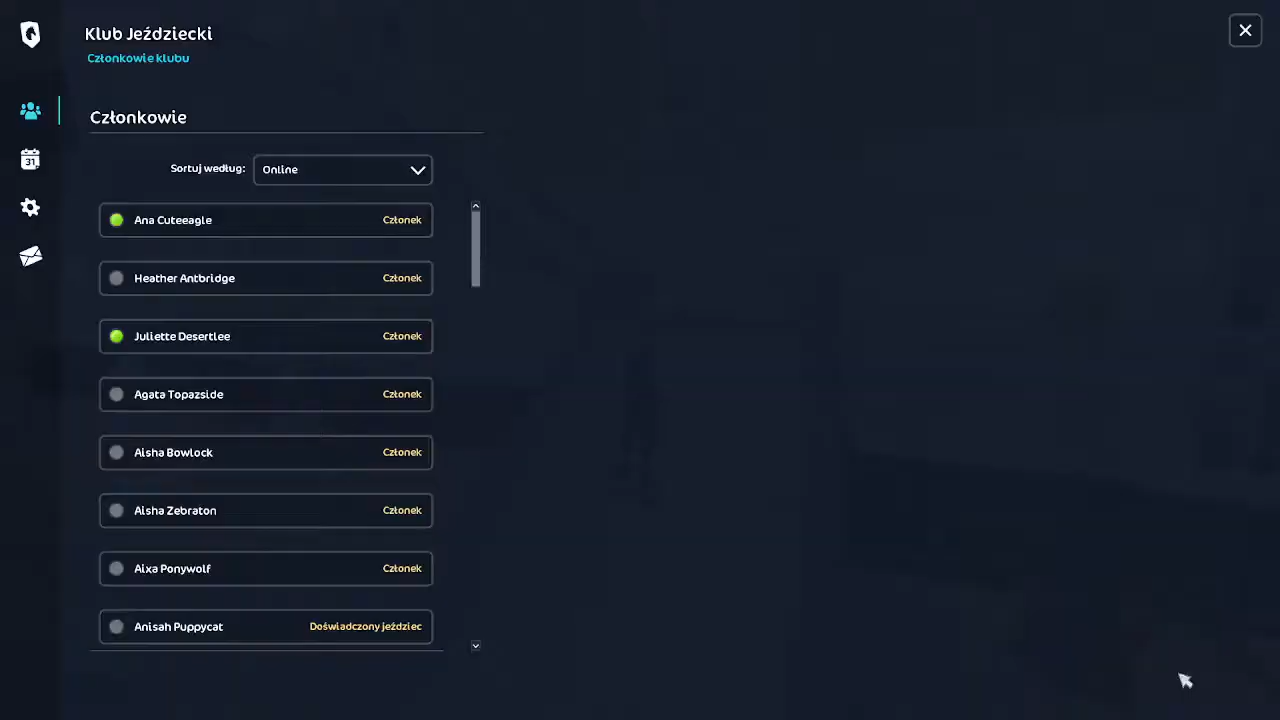 Klub Jeździecki
Członkowie klubu
Członkowie
Sortuj według: Online
31
Ana Cuteeagle Członek
Heather Antbridge Członek
Juliette Desertlee Członek
Agata Topazside Członek
Aisha Bowlock Członek
Aisha Zebraton Członek
Aixa Ponywolf Członek
Anisah Puppycat Doświadczony jeździec